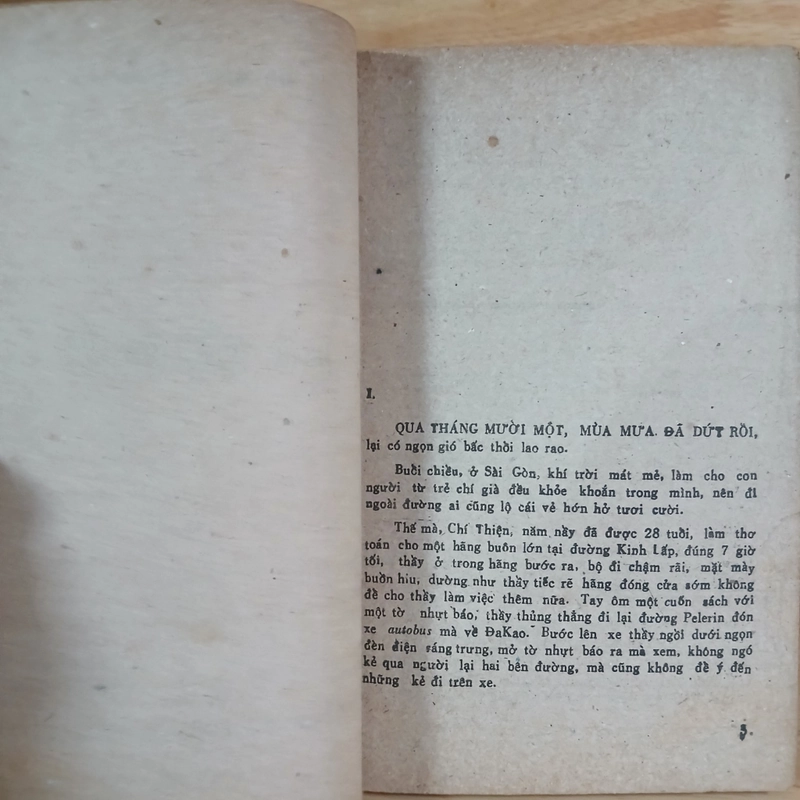 I.
QUA THÁNG MƯỜI MỘT, MÙA MƯA. ĐÃ DỨT RỒI,
lại có ngọn gió bấc thổi lao rao.
Buổi chiều, ở Sài Gòn, khí trời mát mẻ, làm cho con
người từ trẻ chí già đều khỏe khoắn trong mình, nên đi
ngoài đường ai cũng lộ cái vẻ hớn hở tươi cười.
Thế mà, Chí Thiện, năm nầy đã được 28 tuổi, làm thơ
toán cho một hãng buôn lớn tại đường Kinh Lấp, đúng 7 giờ
tối, thầy ở trong hãng bước ra, bộ đi chậm rãi, mặt mày
buồn hiu, dường như thầy tiếc rẽ hãng đóng cửa sớm không
để cho thầy làm việc thêm nữa. Tay ôm một cuốn sách với
một tờ nhựt báo, thầy thủng thẳng đi lại đường Pelerin đón
xe autobus mà về ĐaKao. Bước lên xe thầy ngồi dưới ngọn
đèn điện sáng trưng, mở tờ nhựt báo ra mà xem, không ngó
kẻ qua người lại hai bên đường, mà cũng không để ý đến
những kẻ đi trên xe.